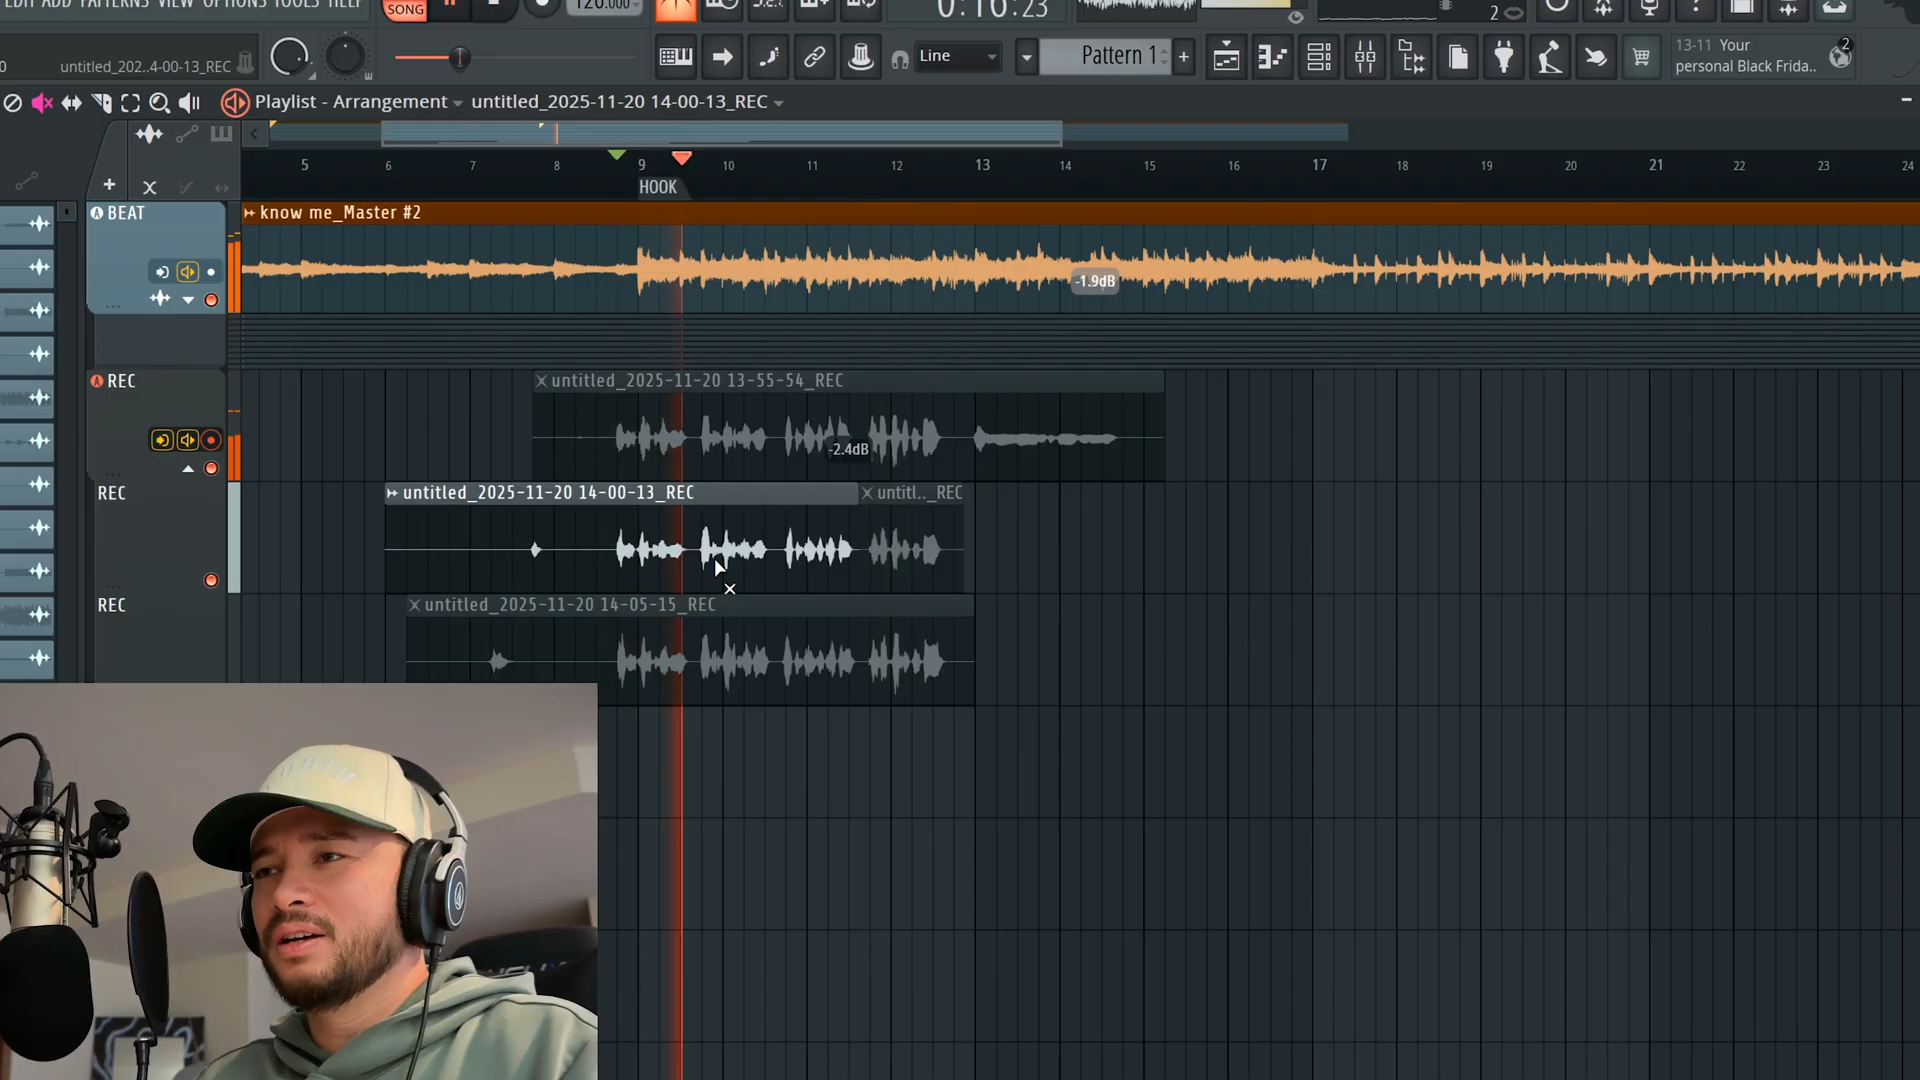 EDIT ADD PATTERNS VIEW OPTIONS TOOLS HELP
SONG
120.000
0:16:23
2
0
untitled_202..4-00-13_REC
Line
Pattern 1
+
13-11 Your
personal Black Frida..
2
Playlist - Arrangement
untitled_2025-11-20 14-00-13_REC
5 6 7 8 9 10 11 12 13 14 15 16 17 18 19 20 21 22 23 24
HOOK
BEAT
know me_Master #2
-1.9dB
REC
untitled_2025-11-20 13-55-54_REC
-2.4dB
REC
untitled_2025-11-20 14-00-13_REC
untitl.._REC
REC
untitled_2025-11-20 14-05-15_REC